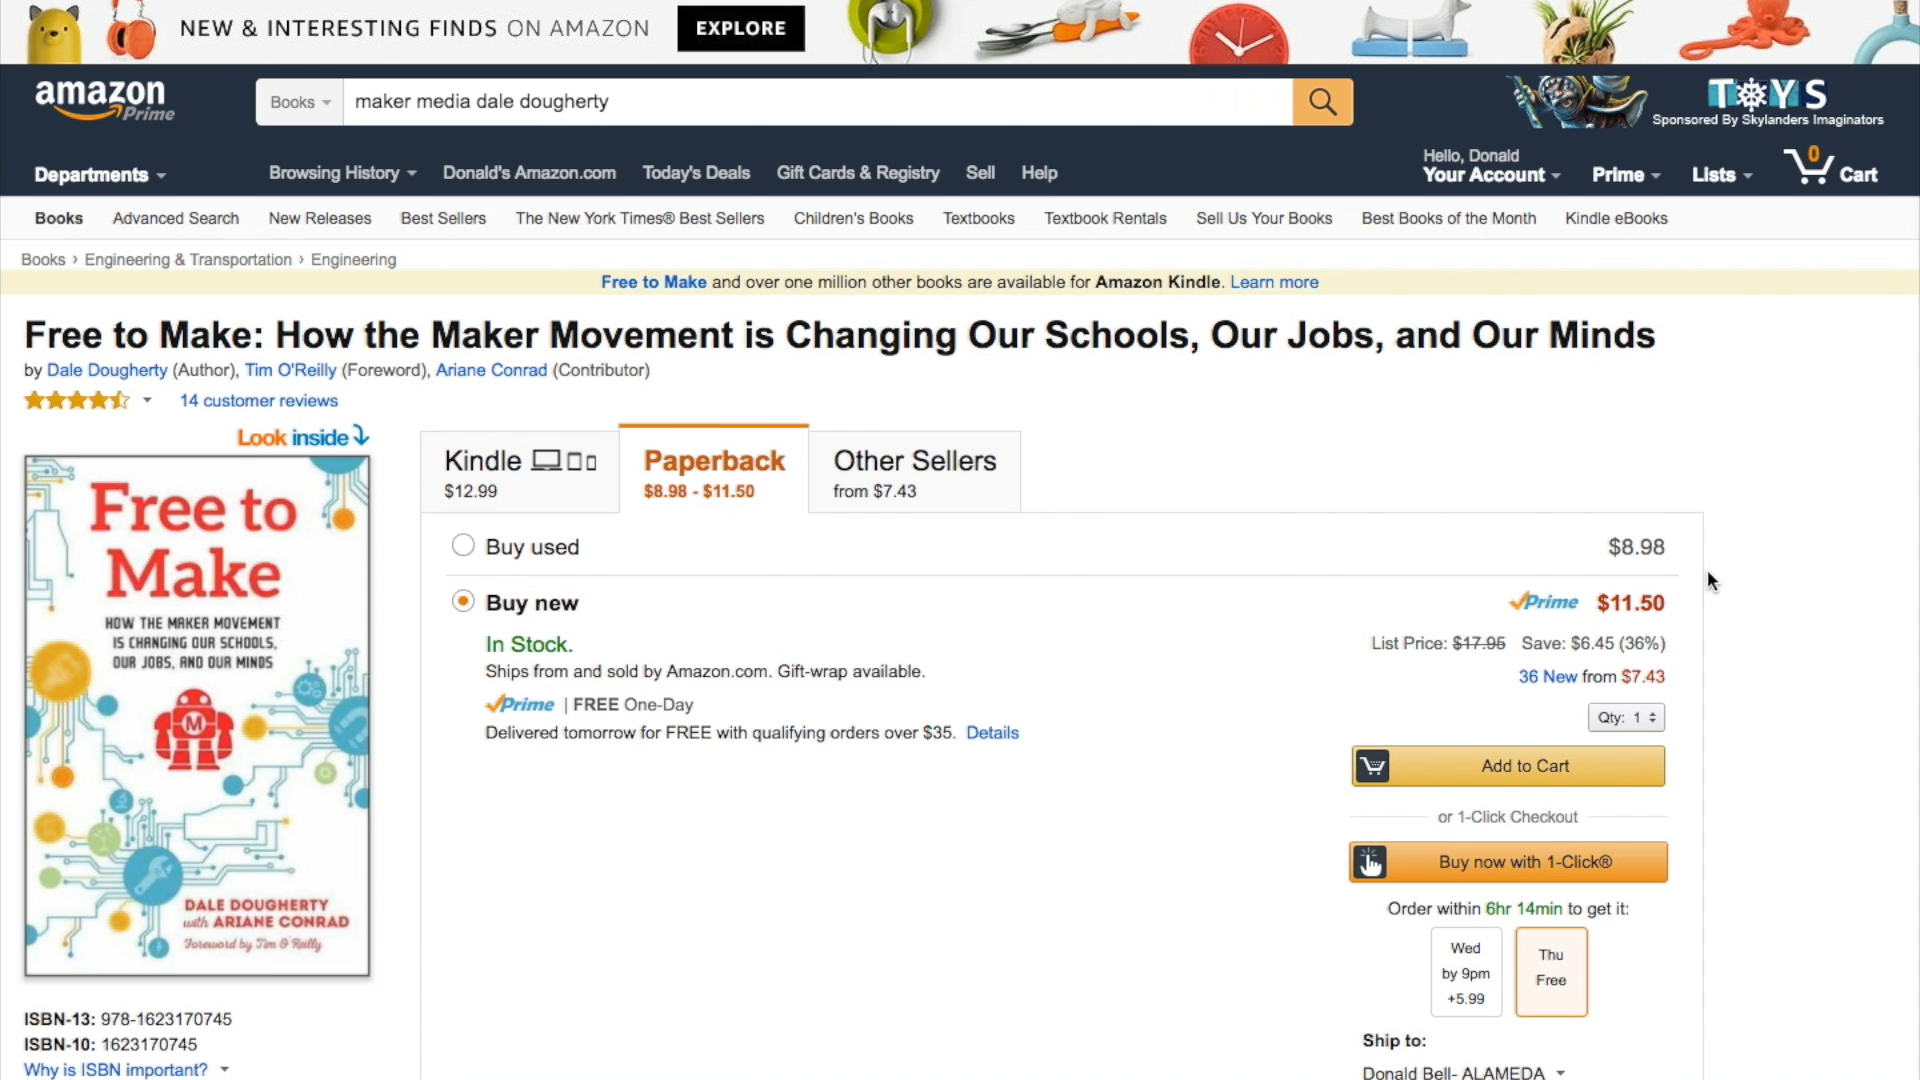 NEW & INTERESTING FINDS ON AMAZON EXPLORE
amazon Prime
Books
maker media dale dougherty
TOYS
Sponsored By Skylanders Imaginators
Departments
Browsing History
Donald's Amazon.com
Today's Deals
Gift Cards & Registry
Sell
Help
Hello, Donald
Your Account
Prime
Lists
0
Cart
Books Advanced Search New Releases Best Sellers The New York Times® Best Sellers Children's Books Textbooks Textbook Rentals Sell Us Your Books Best Books of the Month Kindle eBooks
Books › Engineering & Transportation › Engineering
Free to Make and over one million other books are available for Amazon Kindle. Learn more
Free to Make: How the Maker Movement is Changing Our Schools, Our Jobs, and Our Minds
by Dale Dougherty (Author), Tim O'Reilly (Foreword), Ariane Conrad (Contributor)
14 customer reviews
Look inside
Free to
Make
HOW THE MAKER MOVEMENT
IS CHANGING OUR SCHOOLS,
OUR JOBS, AND OUR MINDS
M
DALE DOUGHERTY
with ARIANE CONRAD
Foreword by Tim O'Reilly
ISBN-13: 978-1623170745
ISBN-10: 1623170745
Why is ISBN important?
Kindle
$12.99
Paperback
$8.98 - $11.50
Other Sellers
from $7.43
Buy used $8.98
Buy new Prime $11.50
In Stock.
Ships from and sold by Amazon.com. Gift-wrap available.
Prime | FREE One-Day
Delivered tomorrow for FREE with qualifying orders over $35. Details
List Price: $17.95 Save: $6.45 (36%)
36 New from $7.43
Qty: 1
Add to Cart
or 1-Click Checkout
Buy now with 1-Click®
Order within 6hr 14min to get it:
Wed
by 9pm
+5.99
Thu
Free
Ship to:
Donald Bell- ALAMEDA